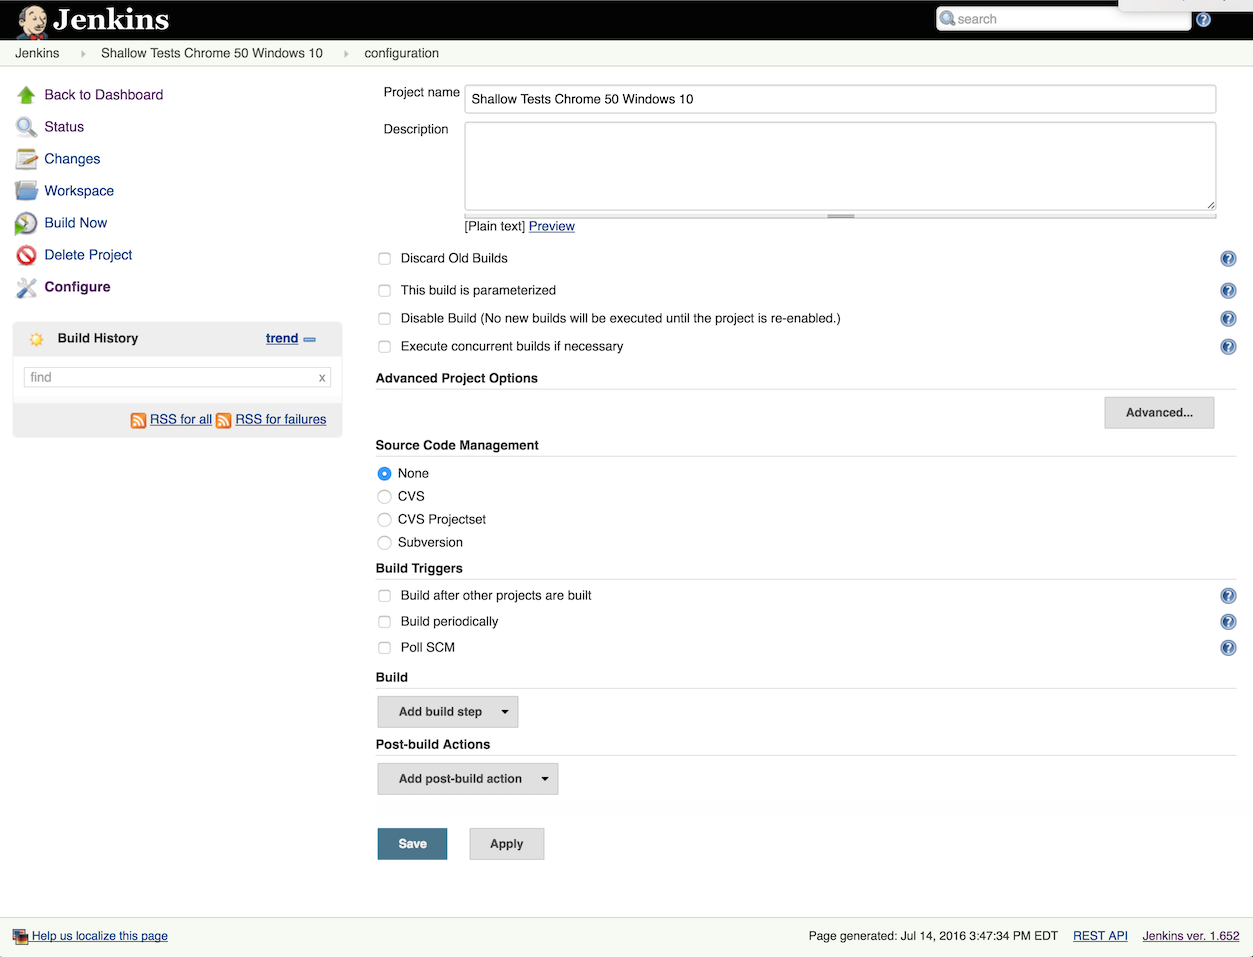 Jenkins
search
Jenkins Shallow Tests Chrome 50 Windows 10 configuration
Back to Dashboard
Status
Changes
Workspace
Build Now
Delete Project
Configure
Build History trend
find x
RSS for all RSS for failures
Project name Shallow Tests Chrome 50 Windows 10
Description
[Plain text] Preview
Discard Old Builds
This build is parameterized
Disable Build (No new builds will be executed until the project is re-enabled.)
Execute concurrent builds if necessary
Advanced Project Options
Advanced...
Source Code Management
None
CVS
CVS Projectset
Subversion
Build Triggers
Build after other projects are built
Build periodically
Poll SCM
Build
Add build step
Post-build Actions
Add post-build action
Save Apply
Help us localize this page Page generated: Jul 14, 2016 3:47:34 PM EDT REST API Jenkins ver. 1.652